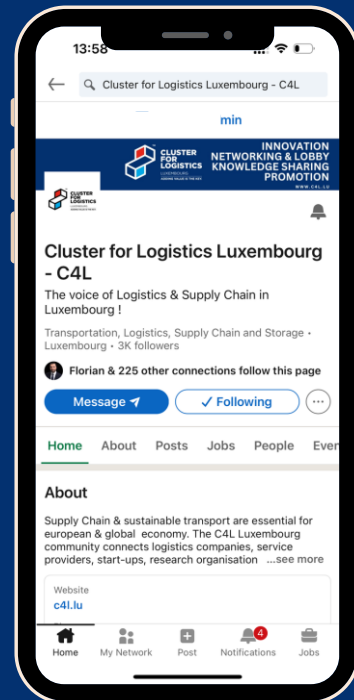 13:58
Cluster for Logistics Luxembourg - C4L
min
CLUSTER
FOR
LOGISTICS
LUXEMBOURG
INNOVATION
NETWORKING & LOBBY
KNOWLEDGE SHARING
PROMOTION
WWW.C4L.LU
CLUSTER
FOR
LOGISTICS
Cluster for Logistics Luxembourg
- C4L
The voice of Logistics & Supply Chain in
Luxembourg !
Transportation, Logistics, Supply Chain and Storage •
Luxembourg • 3K followers
Florian & 225 other connections follow this page
Message
✓ Following
Home About Posts Jobs People Even
About
Supply Chain & sustainable transport are essential for
european & global economy. The C4L Luxembourg
community connects logistics companies, service
providers, start-ups, research organisation ...see more
Website
c4l.lu
4
Home My Network Post Notifications Jobs